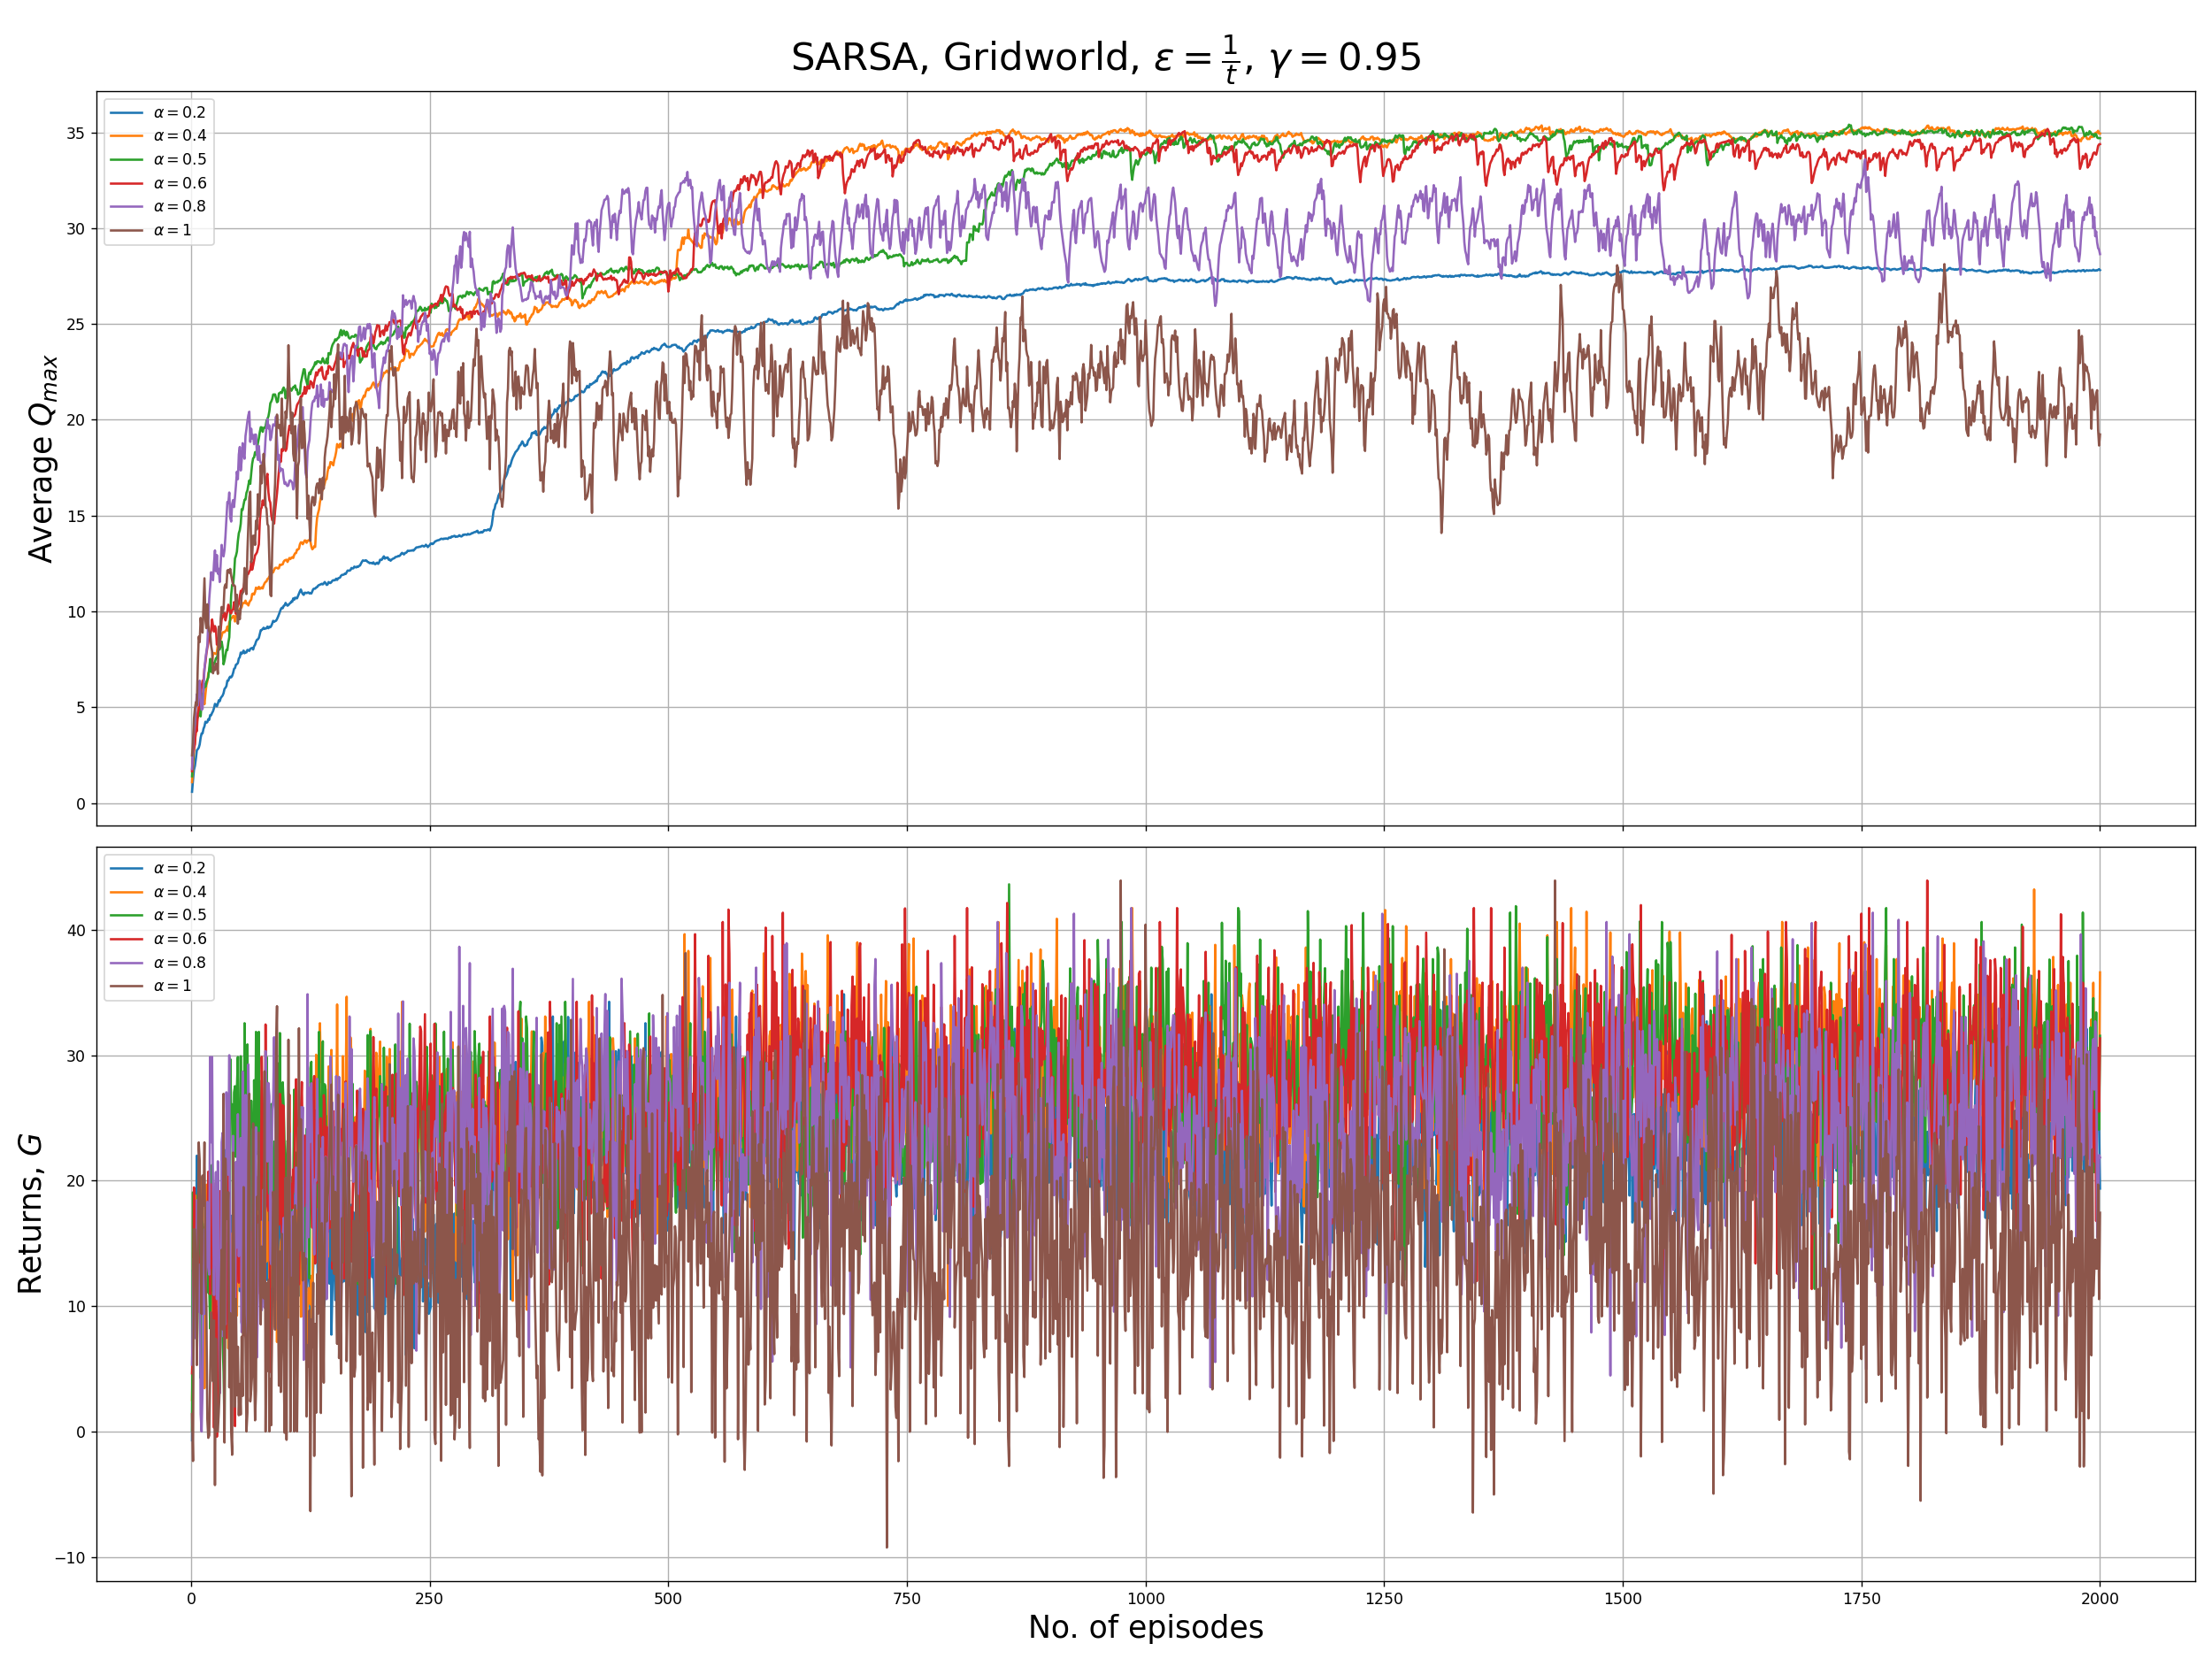 SARSA, Gridworld, ε = 1/t, γ = 0.95
α = 0.2
α = 0.4
α = 0.5
α = 0.6
α = 0.8
α = 1
35
30
25
20
15
10
5
0
Average Q_max
α = 0.2
α = 0.4
α = 0.5
α = 0.6
α = 0.8
α = 1
40
30
20
10
0
−10
Returns, G
0 250 500 750 1000 1250 1500 1750 2000
No. of episodes